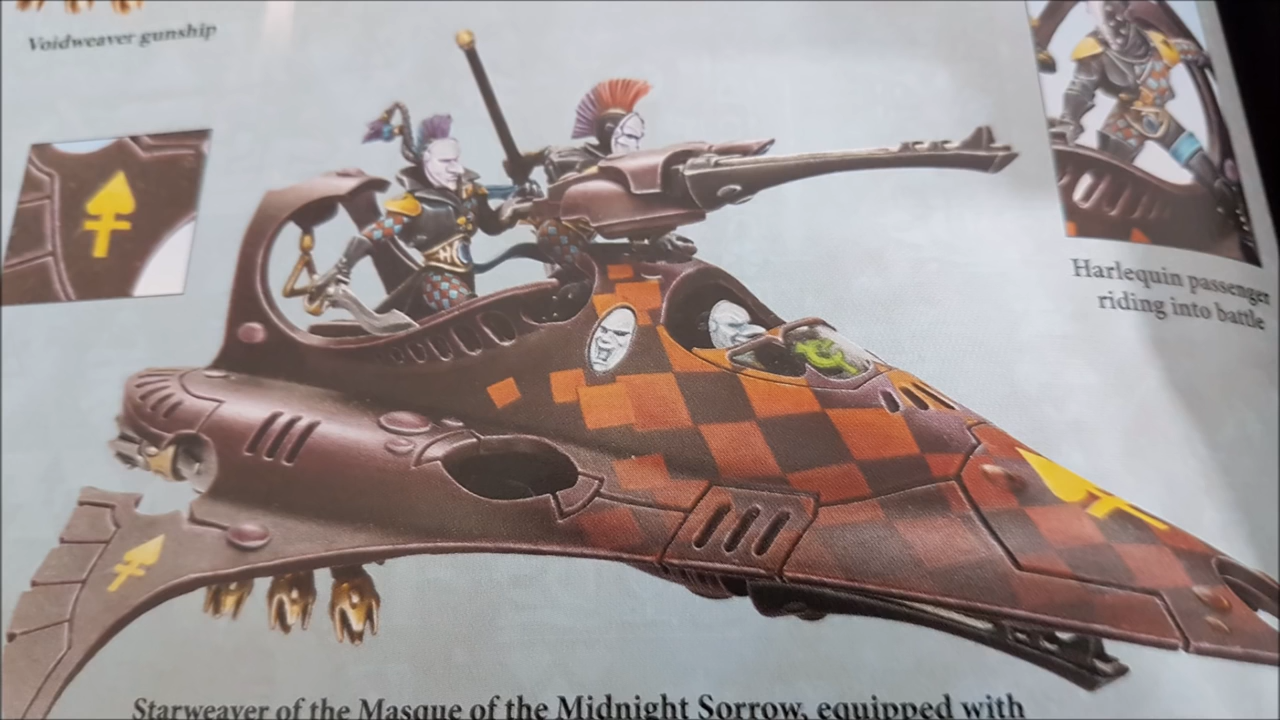 Voidweaver gunship
Harlequin passenger
riding into battle
Starweaver of the Masque of the Midnight Sorrow, equipped with